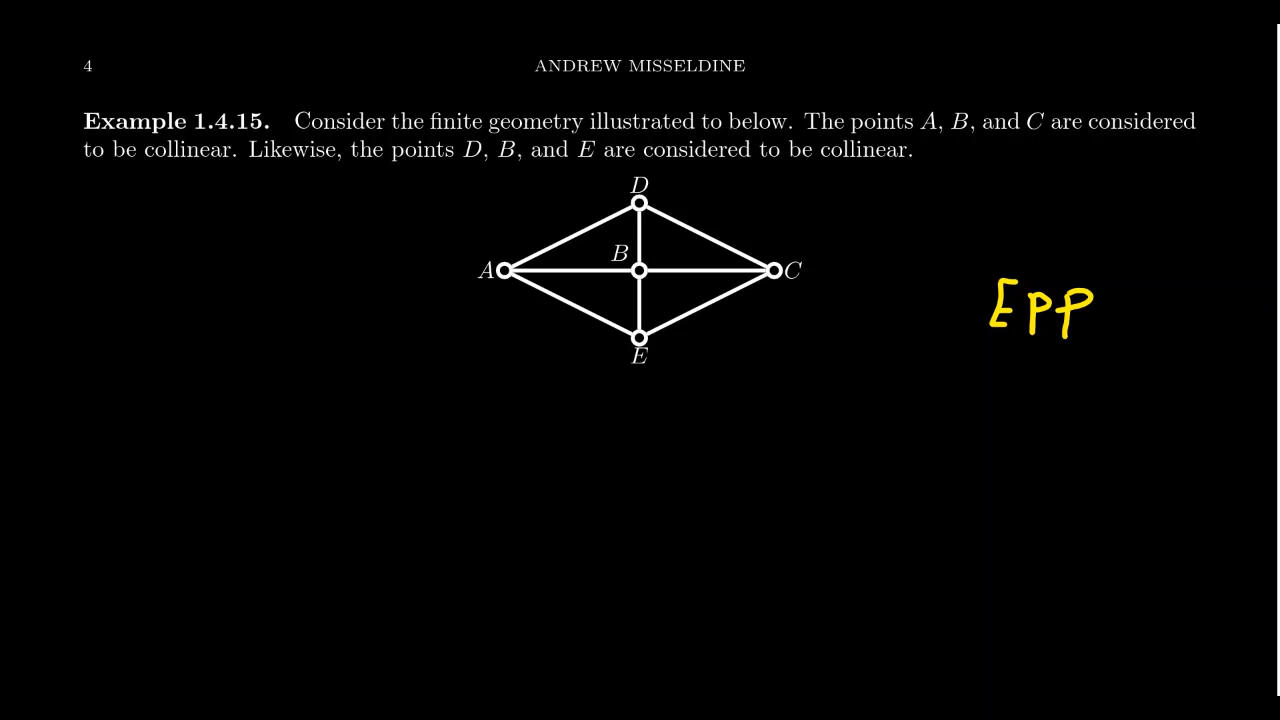 4 ANDREW MISSELDINE
Example 1.4.15. Consider the finite geometry illustrated to below. The points A, B, and C are considered
to be collinear. Likewise, the points D, B, and E are considered to be collinear.
D
B
A C
E
EPP